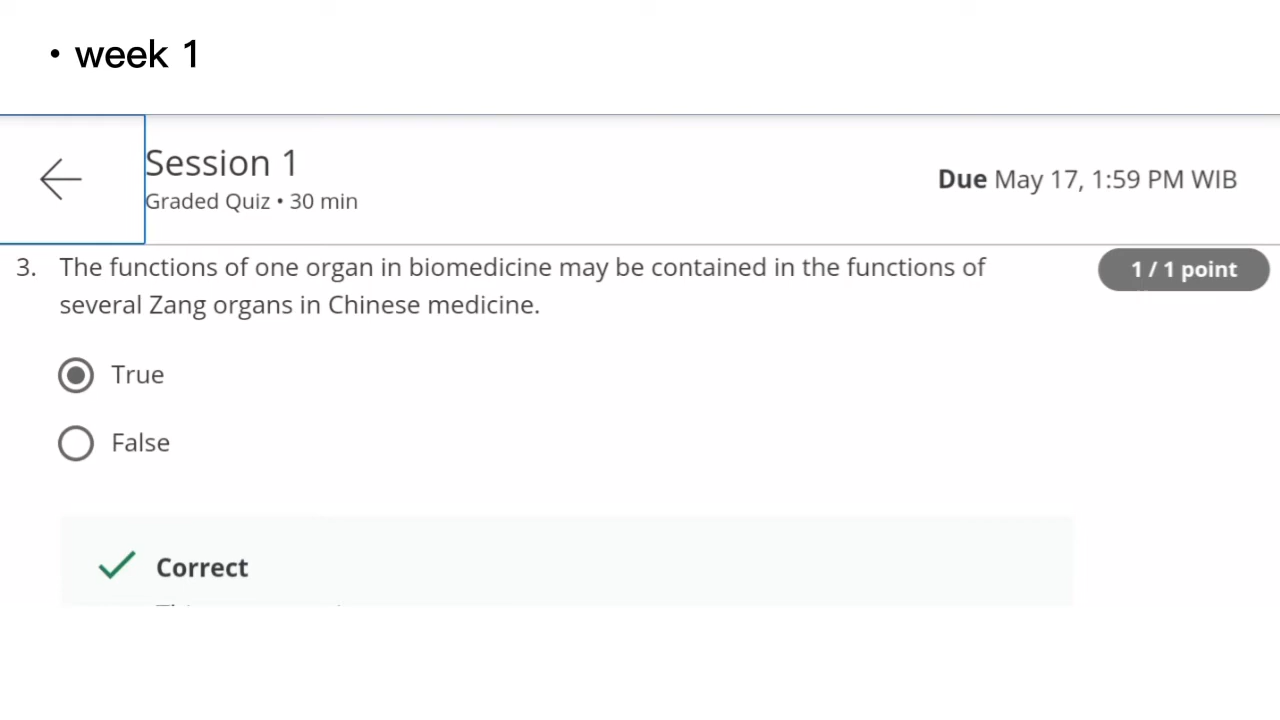 • week 1
Session 1
Graded Quiz • 30 min
Due May 17, 1:59 PM WIB
3. The functions of one organ in biomedicine may be contained in the functions of
several Zang organs in Chinese medicine.
1 / 1 point
True
False
Correct